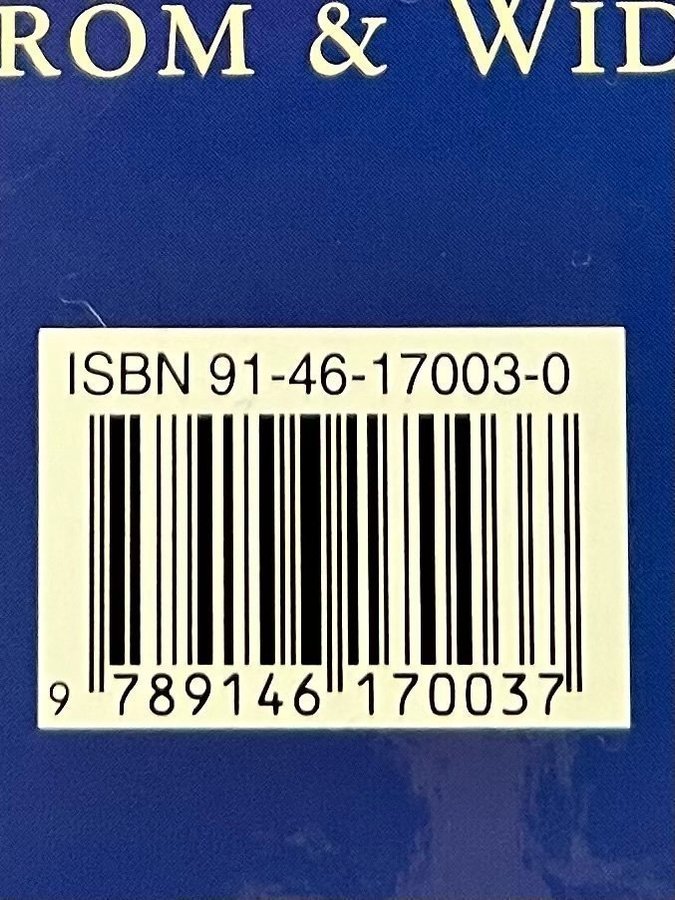 ROM & WID
ISBN 91-46-17003-0
9 789146 170037